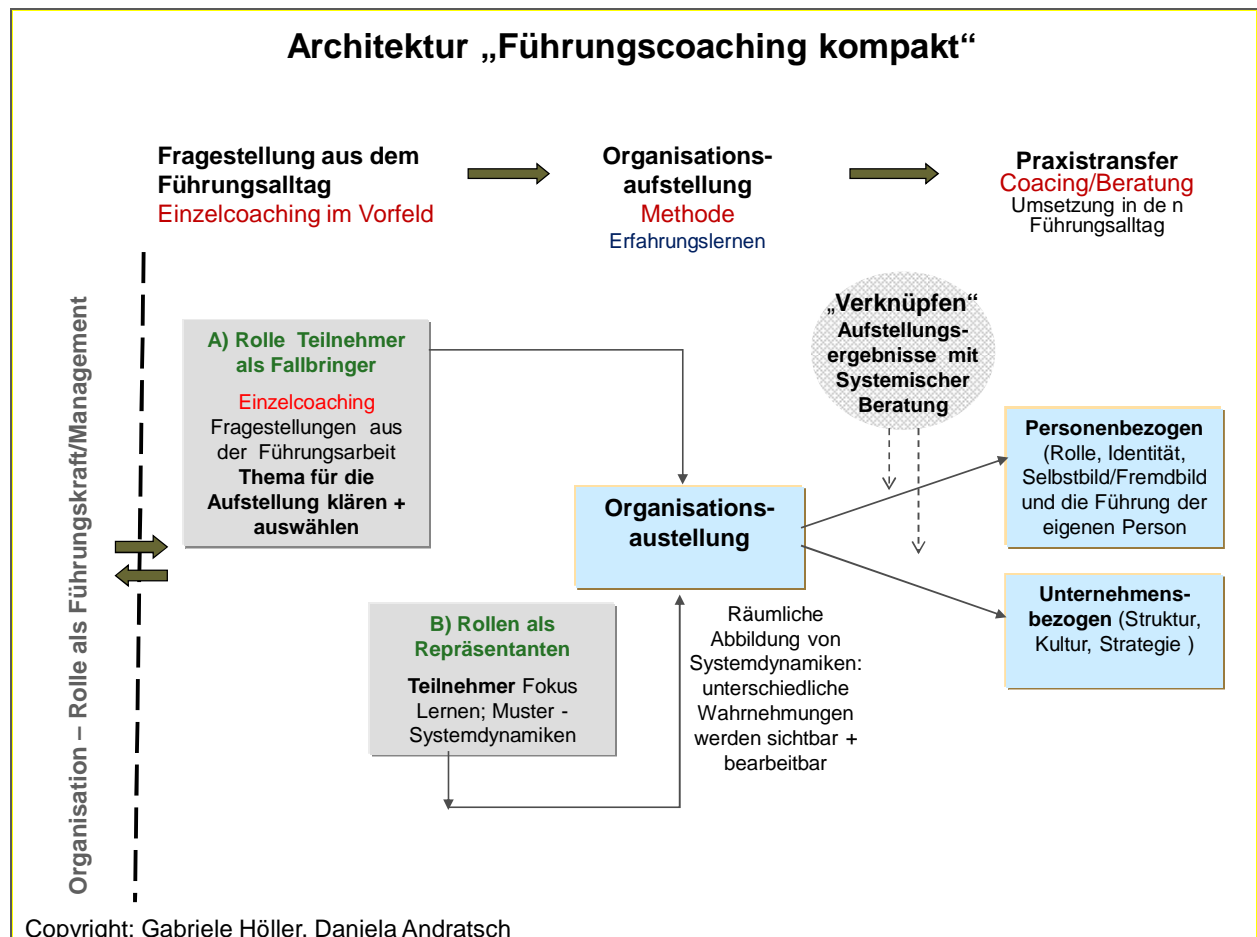 Architektur „Führungscoaching kompakt“
Fragestellung aus dem
Führungsalltag
Einzelcoaching im Vorfeld
Organisations-
aufstellung
Methode
Erfahrungslernen
Praxistransfer
Coacing/Beratung
Umsetzung in de n
Führungsalltag
Organisation – Rolle als Führungskraft/Management
A) Rolle Teilnehmer
als Fallbringer
Einzelcoaching
Fragestellungen aus
der Führungsarbeit
Thema für die
Aufstellung klären +
auswählen
„Verknüpfen“
Aufstellungs-
ergebnisse mit
Systemischer
Beratung
Organisations-
austellung
Personenbezogen
(Rolle, Identität,
Selbstbild/Fremdbild
und die Führung der
eigenen Person
Unternehmens-
bezogen (Struktur,
Kultur, Strategie )
B) Rollen als
Repräsentanten
Teilnehmer Fokus
Lernen; Muster -
Systemdynamiken
Räumliche
Abbildung von
Systemdynamiken:
unterschiedliche
Wahrnehmungen
werden sichtbar +
bearbeitbar
Copyright: Gabriele Höller, Daniela Andratsch